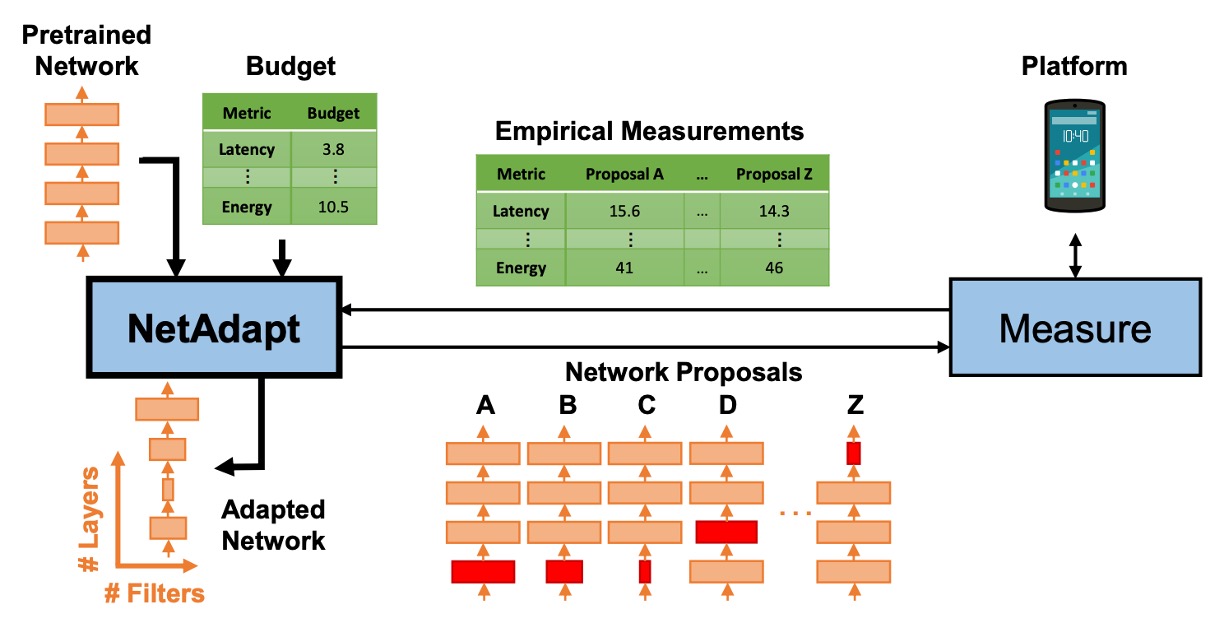 Pretrained
Network
Budget
Metric Budget
Latency 3.8
⋮ ⋮
Energy 10.5
Empirical Measurements
Metric Proposal A ... Proposal Z
Latency 15.6 ... 14.3
⋮ ⋮ ⋮
Energy 41 ... 46
Platform
10:40
NetAdapt
Measure
Network Proposals
A B C D Z
. . .
Adapted
Network
# Layers
# Filters